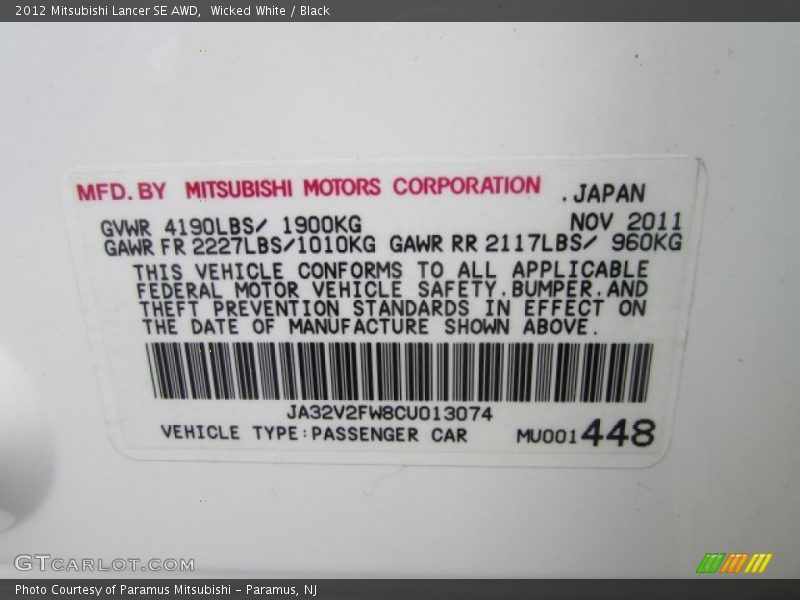 2012 Mitsubishi Lancer SE AWD, Wicked White / Black
MFD. BY MITSUBISHI MOTORS CORPORATION .JAPAN
GVWR 4190LBS/ 1900KG NOV 2011
GAWR FR 2227LBS/1010KG GAWR RR 2117LBS/ 960KG
THIS VEHICLE CONFORMS TO ALL APPLICABLE
FEDERAL MOTOR VEHICLE SAFETY.BUMPER.AND
THEFT PREVENTION STANDARDS IN EFFECT ON
THE DATE OF MANUFACTURE SHOWN ABOVE.
JA32V2FW8CU013074
VEHICLE TYPE:PASSENGER CAR MU001448
GTCARLOT.COM
Photo Courtesy of Paramus Mitsubishi - Paramus, NJ